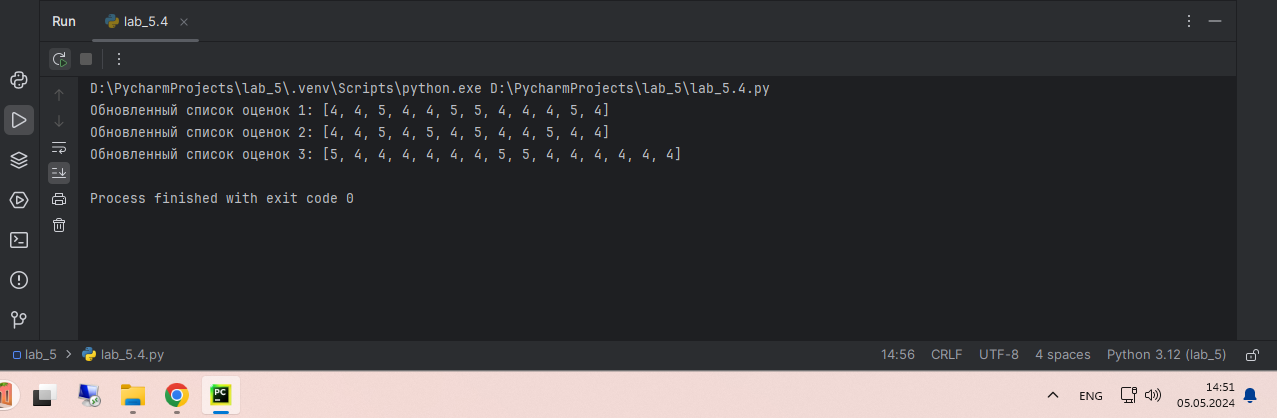 Run lab_5.4
D:\PycharmProjects\lab_5\.venv\Scripts\python.exe D:\PycharmProjects\lab_5\lab_5.4.py
Обновленный список оценок 1: [4, 4, 5, 4, 4, 5, 5, 4, 4, 4, 5, 4]
Обновленный список оценок 2: [4, 4, 5, 4, 5, 4, 5, 4, 4, 5, 4, 4]
Обновленный список оценок 3: [5, 4, 4, 4, 4, 4, 4, 5, 5, 4, 4, 4, 4, 4, 4]
Process finished with exit code 0
lab_5 > lab_5.4.py 14:56 CRLF UTF-8 4 spaces Python 3.12 (lab_5)
PC ENG 14:51
05.05.2024